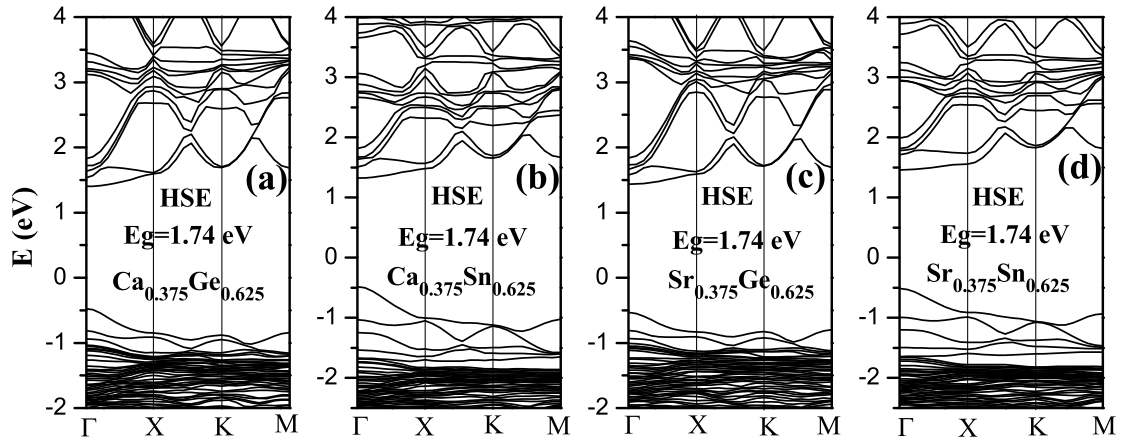 E (eV)
4
3
2
1
0
-1
-2
Γ X K M
(a)
HSE
Eg=1.74 eV
Ca0.375Ge0.625
4
3
2
1
0
-1
-2
Γ X K M
(b)
HSE
Eg=1.74 eV
Ca0.375Sn0.625
4
3
2
1
0
-1
-2
Γ X K M
(c)
HSE
Eg=1.74 eV
Sr0.375Ge0.625
4
3
2
1
0
-1
-2
Γ X K M
(d)
HSE
Eg=1.74 eV
Sr0.375Sn0.625